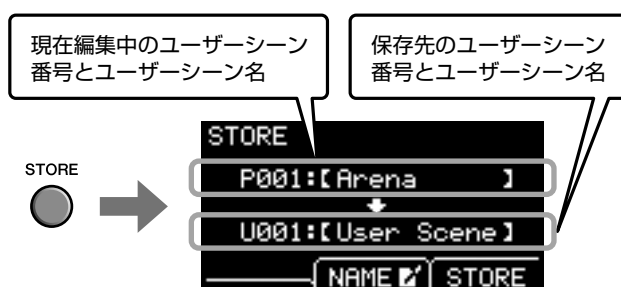 現在編集中のユーザーシーン
番号とユーザーシーン名
保存先のユーザーシーン
番号とユーザーシーン名
STORE
STORE
P001:[Arena      ]
U001:[User Scene]
NAME STORE